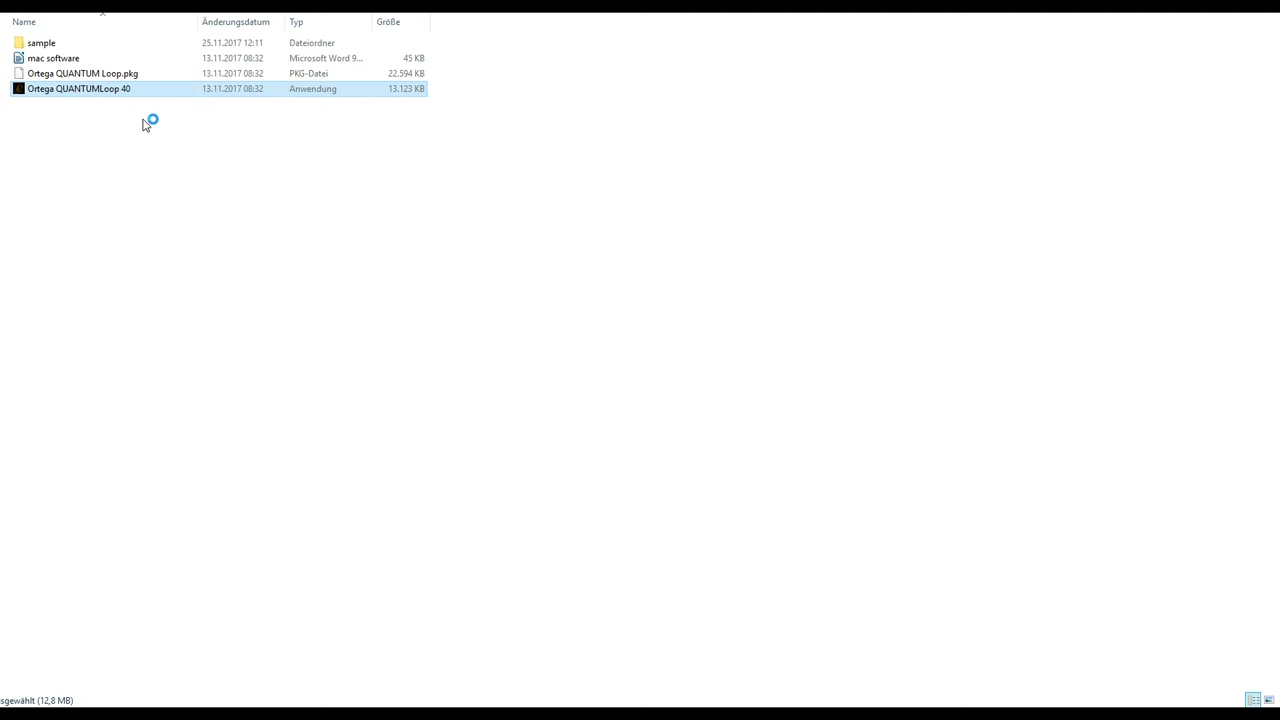 Name Änderungsdatum Typ Größe
sample 25.11.2017 12:11 Dateiordner
mac software 13.11.2017 08:32 Microsoft Word 9... 45 KB
Ortega QUANTUM Loop.pkg 13.11.2017 08:32 PKG-Datei 22.594 KB
Ortega QUANTUMLoop 40 13.11.2017 08:32 Anwendung 13.123 KB
sgewählt (12,8 MB)